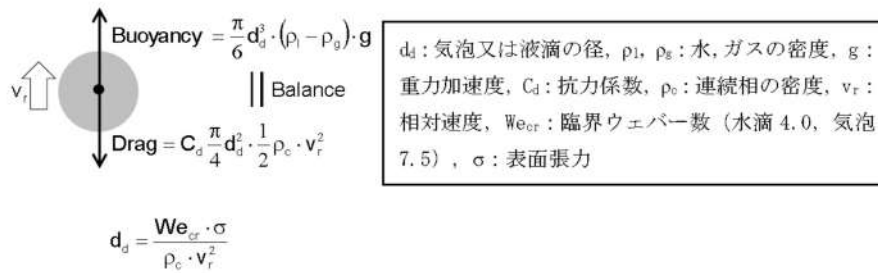 Buoyancy = π/6 d_d^3・(ρ_l − ρ_g)・g
v_r
|| Balance
Drag = C_d π/4 d_d^2・1/2 ρ_c・v_r^2
d_d = We_cr・σ / ρ_c・v_r^2
d_d：気泡又は液滴の径, ρ_l, ρ_g：水, ガスの密度, g：
重力加速度, C_d：抗力係数, ρ_c：連続相の密度, v_r：
相対速度, We_cr：臨界ウェバー数（水滴 4.0, 気泡
7.5）, σ：表面張力